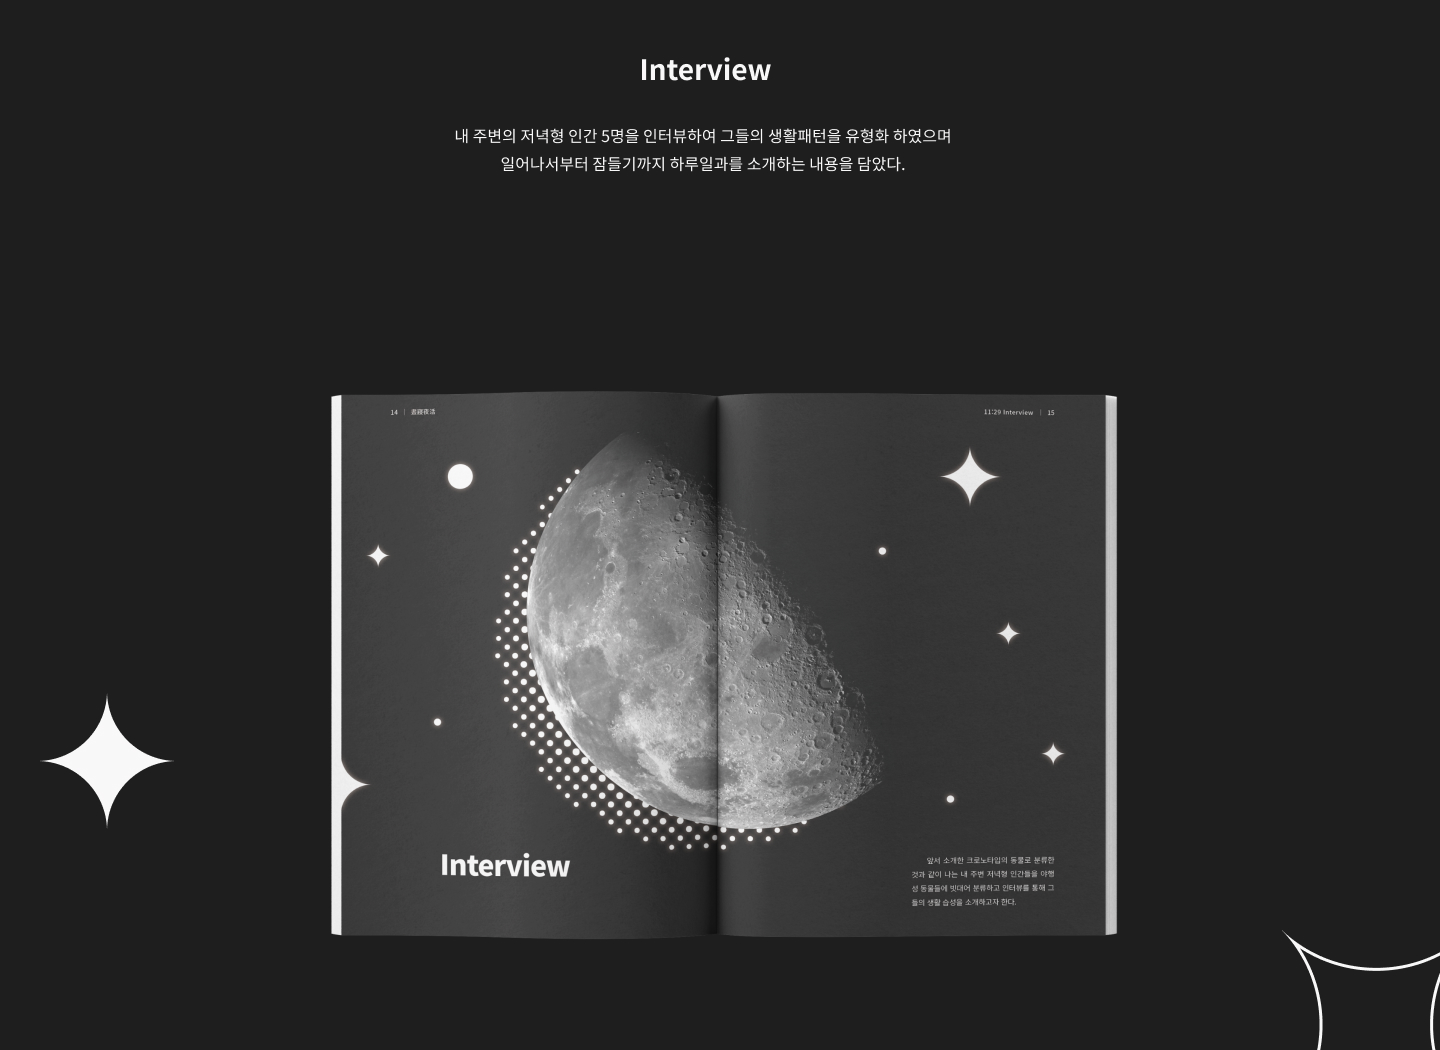 Interview
내 주변의 저녁형 인간 5명을 인터뷰하여 그들의 생활패턴을 유형화 하였으며
일어나서부터 잠들기까지 하루일과를 소개하는 내용을 담았다.
14 |
11:29 Interview | 15
Interview
앞서 소개한 크로노타입의 동물로 분류한
것과 같이 나는 내 주변 저녁형 인간들을 야행
성 동물들에 빗대어 분류하고 인터뷰를 통해 그
들의 생활 습성을 소개하고자 한다.